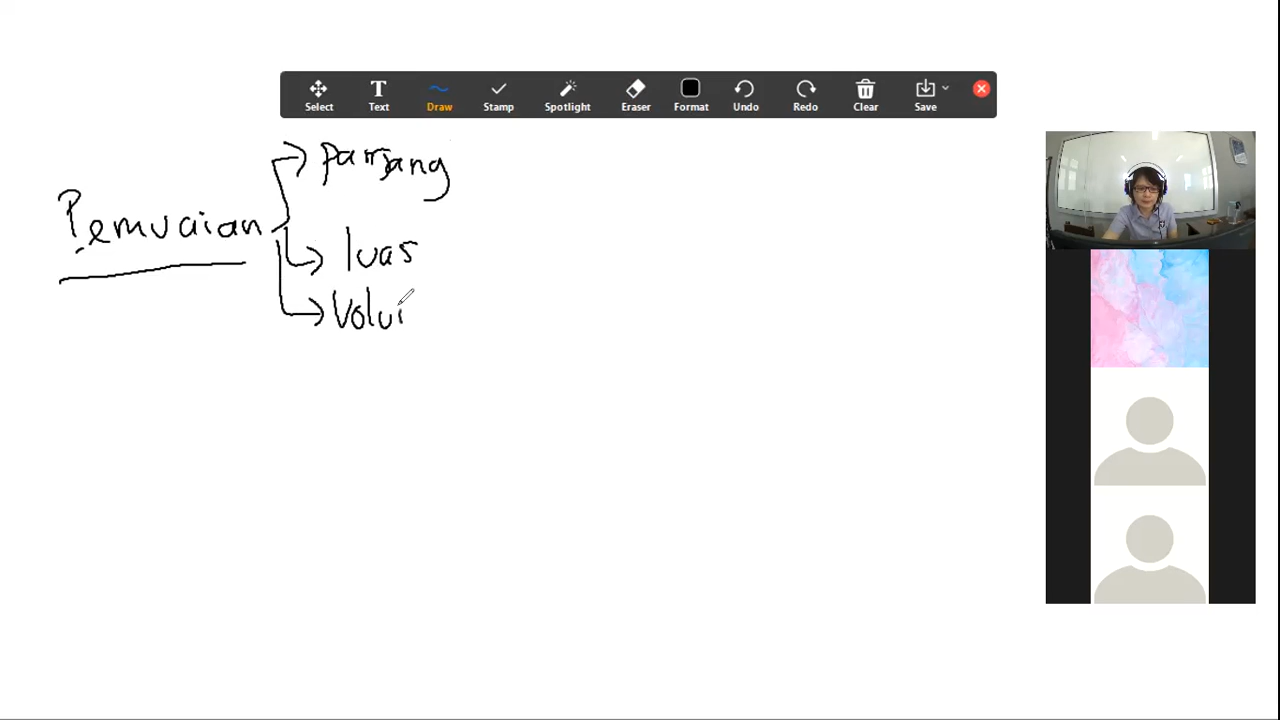 Select Text Draw Stamp Spotlight Eraser Format Undo Redo Clear Save
panjang
Pemuaian
luas
Volu